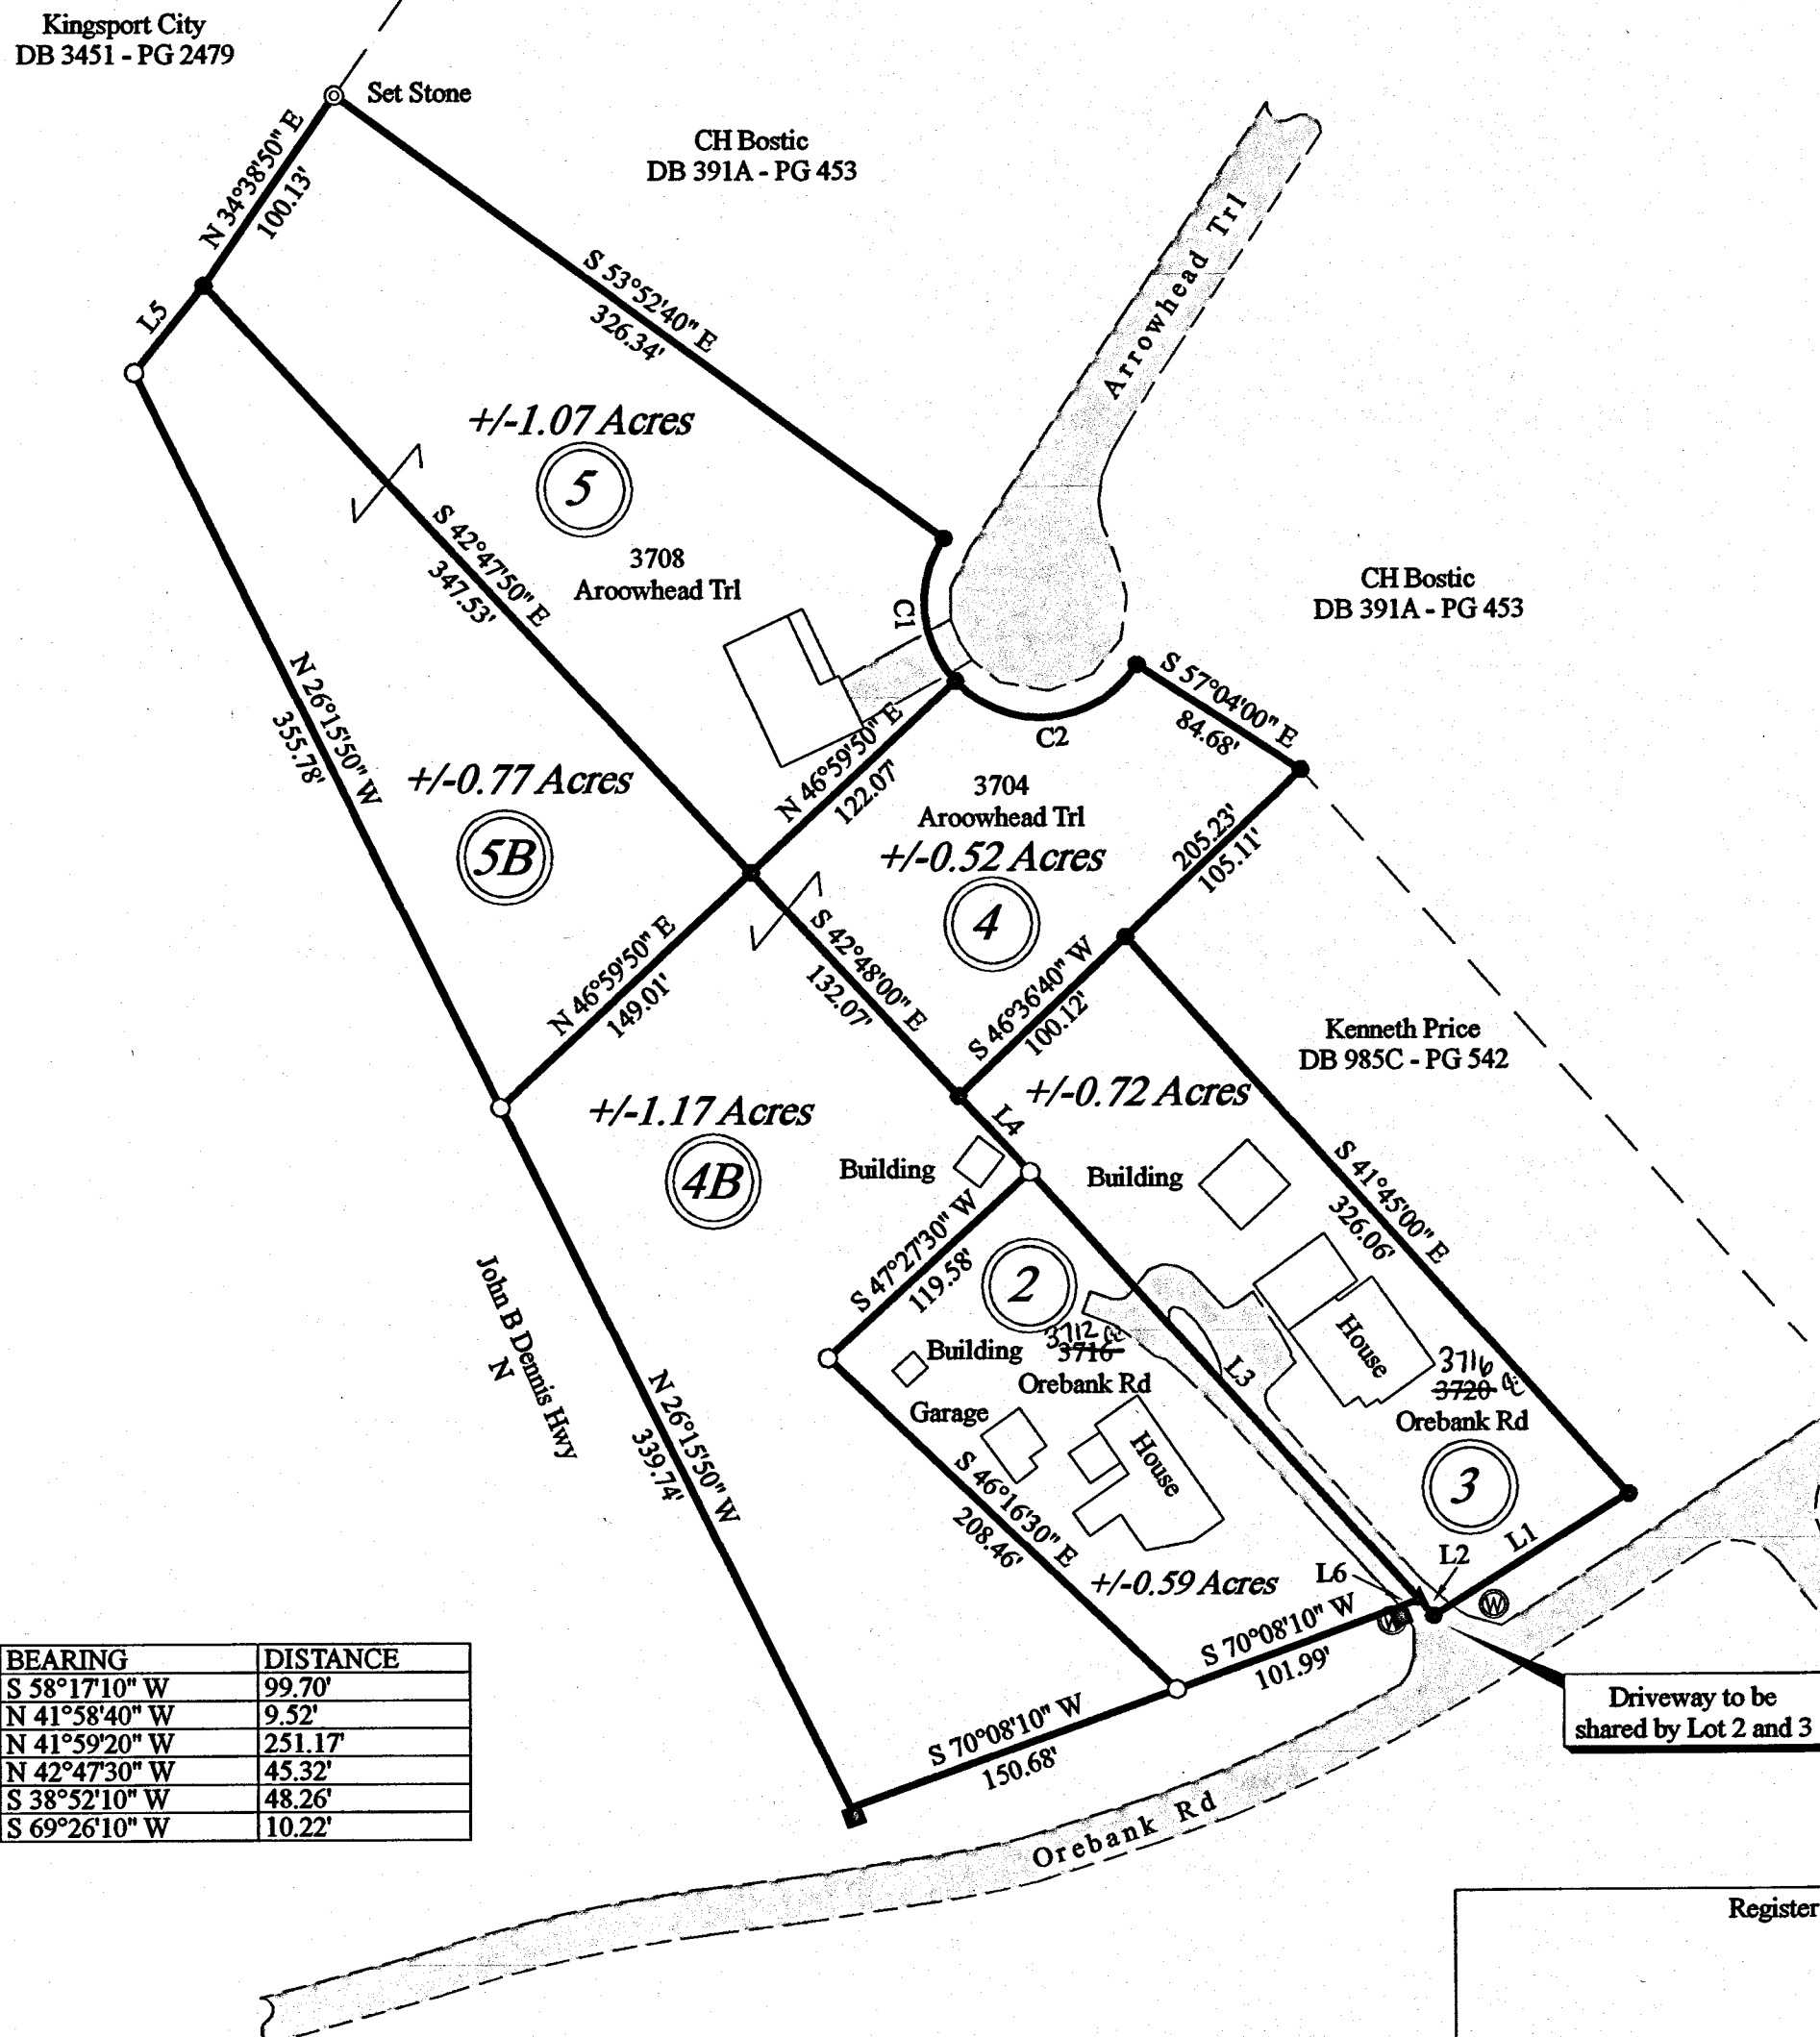 Kingsport City
DB 3451 - PG 2479
Set Stone
N 34°38'50" E
100.13'
CH Bostic
DB 391A - PG 453
Arrowhead Trl
L5
S 53°52'40" E
326.34'
+/-1.07 Acres
5
3708
Aroowhead Trl
S 42°47'50" E
347.53'
C1
CH Bostic
DB 391A - PG 453
N 26°15'50" W
355.78'
S 57°04'00" E
84.68'
C2
+/-0.77 Acres
5B
N 46°59'50" E
122.07'
3704
Aroowhead Trl
+/-0.52 Acres
4
205.23'
105.11'
N 46°59'50" E
149.01'
S 42°48'00" E
132.07'
S 46°36'40" W
100.12'
Kenneth Price
DB 985C - PG 542
+/-1.17 Acres
4B
+/-0.72 Acres
L4
Building
Building
S 41°45'00" E
326.06'
S 47°27'30" W
119.58'
2
3712
3716
Orebank Rd
Building
Garage
House
L3
House
3716
3720
Orebank Rd
3
John B Dennis Hwy
N
N 26°15'50" W
339.74'
S 46°16'30" E
208.46'
+/-0.59 Acres
L6
L2
L1
W
W
S 70°08'10" W
101.99'
S 70°08'10" W
150.68'
Driveway to be
shared by Lot 2 and 3
BEARING DISTANCE
S 58°17'10" W 99.70'
N 41°58'40" W 9.52'
N 41°59'20" W 251.17'
N 42°47'30" W 45.32'
S 38°52'10" W 48.26'
S 69°26'10" W 10.22'
Orebank Rd
Register